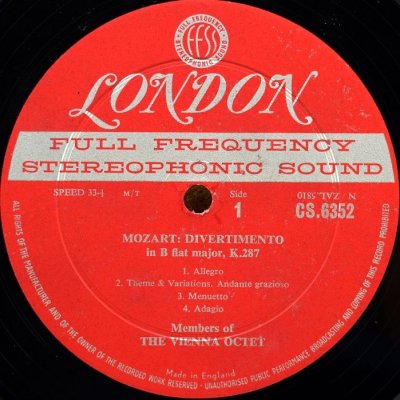 FULL FREQUENCY
FFSS
STEREOPHONIC SOUND
LONDON
FULL FREQUENCY
STEREOPHONIC SOUND
SPEED 33⅓ M/T
Side
1
N ZAL.5810
CS.6352
MOZART: DIVERTIMENTO
in B flat major, K.287
1. Allegro
2. Theme & Variations. Andante grazioso
3. Menuetto
4. Adagio
Members of
THE VIENNA OCTET
ALL RIGHTS OF THE MANUFACTURER AND OF THE OWNER OF THE RECORDED WORK RESERVED · UNAUTHORISED PUBLIC PERFORMANCE BROADCASTING AND COPYING OF THIS RECORD PROHIBITED
Made in England